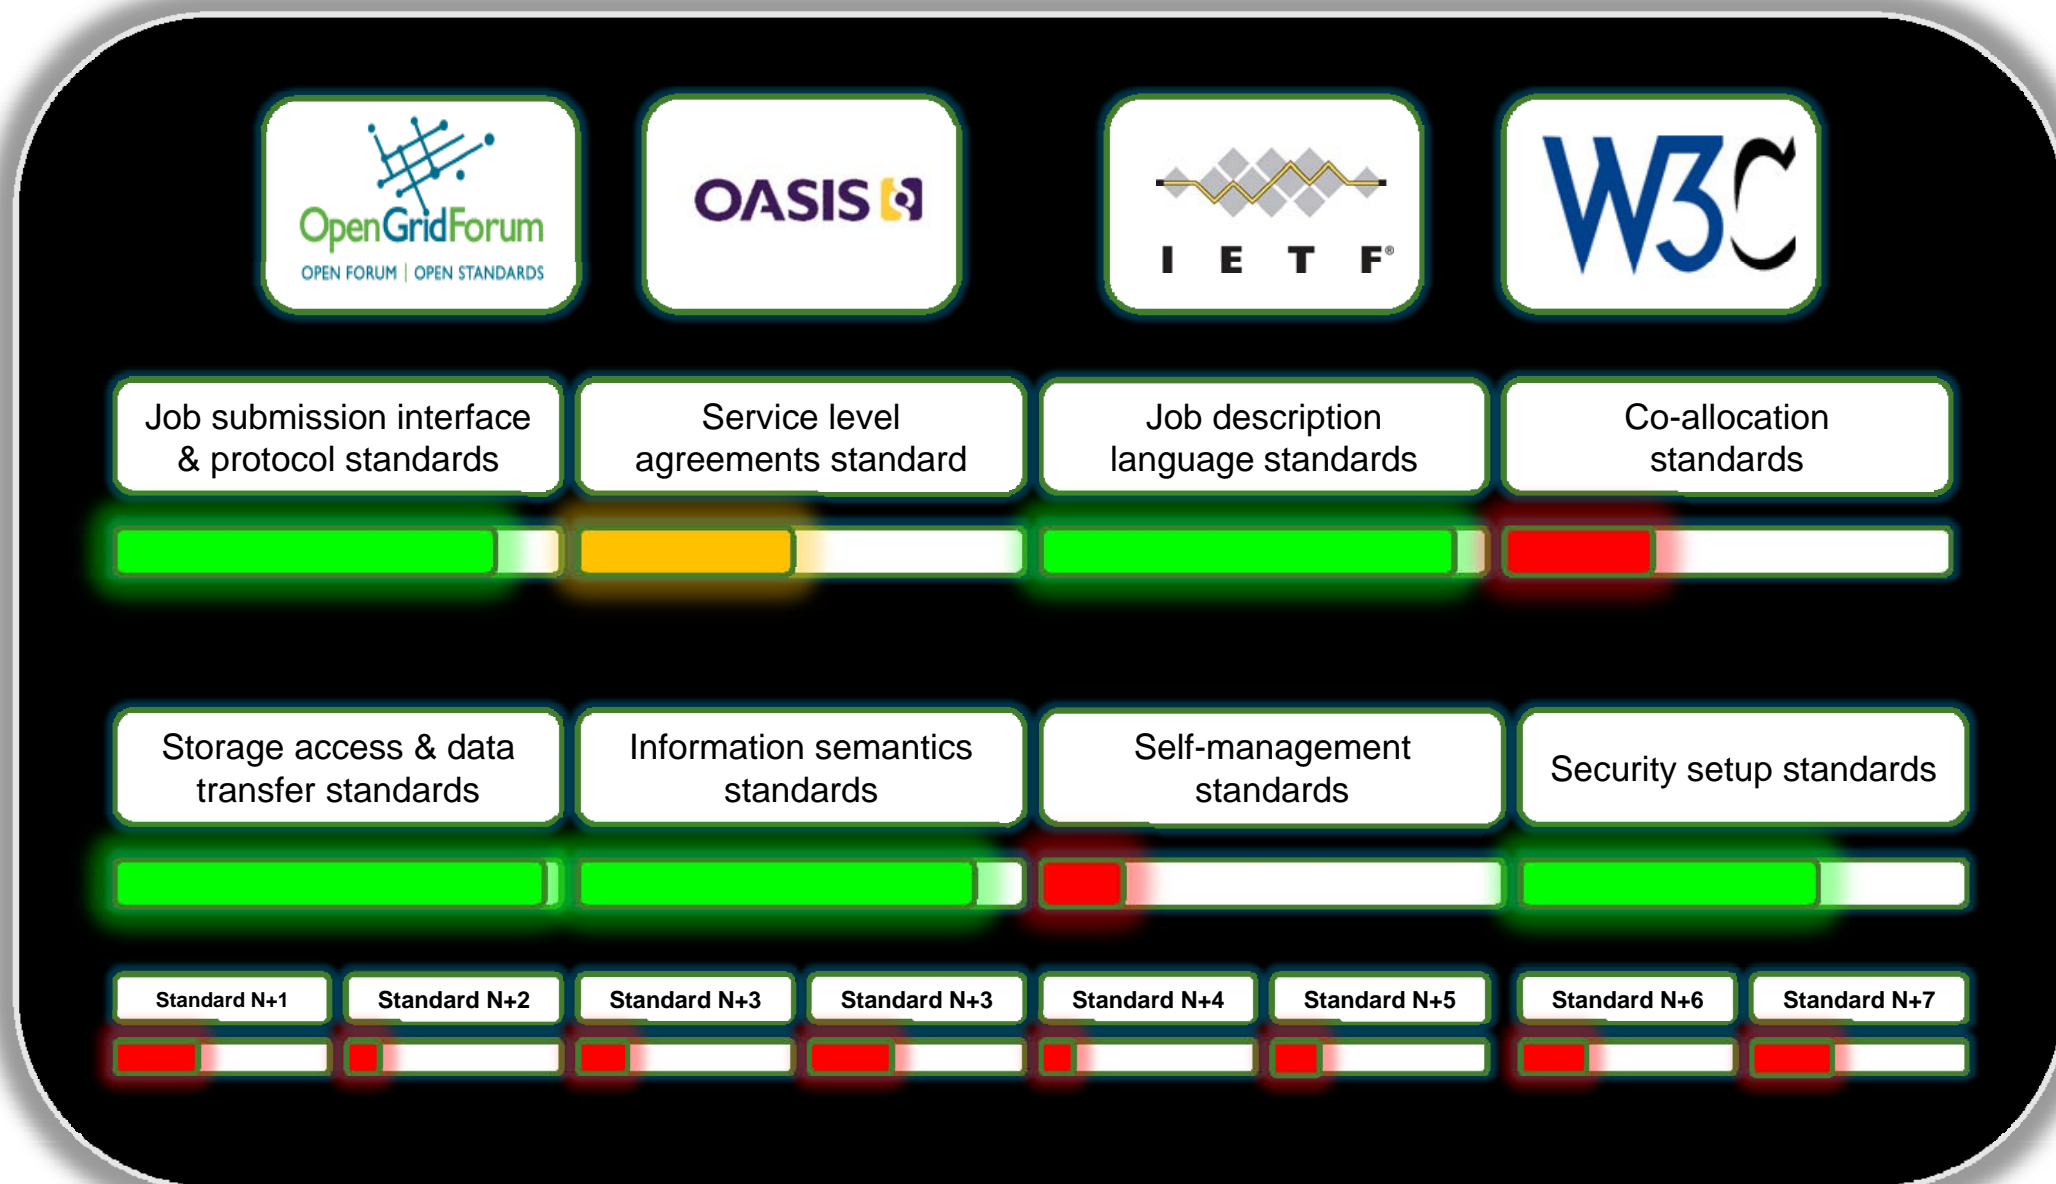 OpenGridForum
OPEN FORUM | OPEN STANDARDS
OASIS
I E T F®
W3C
Job submission interface
& protocol standards
Service level
agreements standard
Job description
language standards
Co-allocation
standards
Storage access & data
transfer standards
Information semantics
standards
Self-management
standards
Security setup standards
Standard N+1
Standard N+2
Standard N+3
Standard N+3
Standard N+4
Standard N+5
Standard N+6
Standard N+7